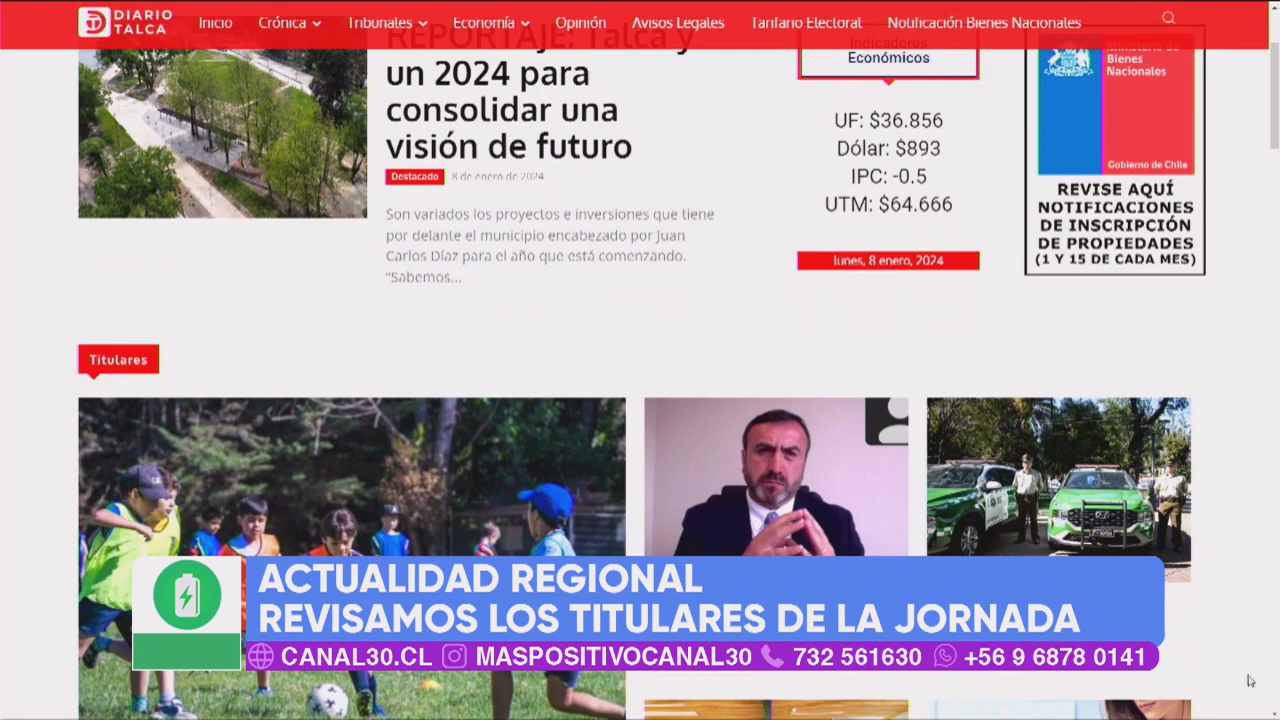 DIARIO
TALCA
Inicio
Crónica
Tribunales
Economía
Opinión
Avisos Legales
Tarifario Electoral
Notificación Bienes Nacionales
REPORTAJE: Talca y
un 2024 para
consolidar una
visión de futuro
Destacado
8 de enero de 2024
Son variados los proyectos e inversiones que tiene
por delante el municipio encabezado por Juan
Carlos Díaz para el año que está comenzando.
“Sabemos...
Indicadores
Económicos
UF: $36.856
Dólar: $893
IPC: -0.5
UTM: $64.666
lunes, 8 enero, 2024
Ministerio de
Bienes
Nacionales
Gobierno de Chile
REVISE AQUÍ
NOTIFICACIONES
DE INSCRIPCIÓN
DE PROPIEDADES
(1 Y 15 DE CADA MES)
Titulares
ACTUALIDAD REGIONAL
REVISAMOS LOS TITULARES DE LA JORNADA
CANAL30.CL
MASPOSITIVOCANAL30
732 561630
+56 9 6878 0141